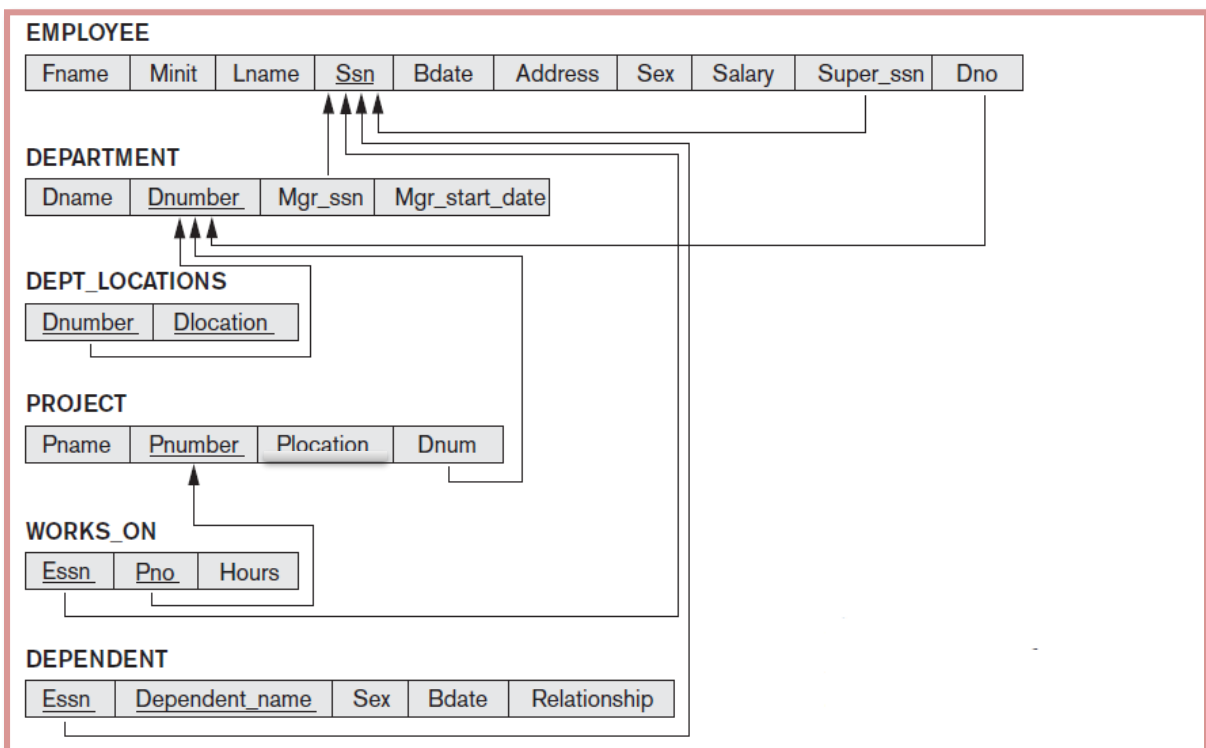 EMPLOYEE
Fname Minit Lname Ssn Bdate Address Sex Salary Super_ssn Dno
DEPARTMENT
Dname Dnumber Mgr_ssn Mgr_start_date
DEPT_LOCATIONS
Dnumber Dlocation
PROJECT
Pname Pnumber Plocation Dnum
WORKS_ON
Essn Pno Hours
DEPENDENT
Essn Dependent_name Sex Bdate Relationship